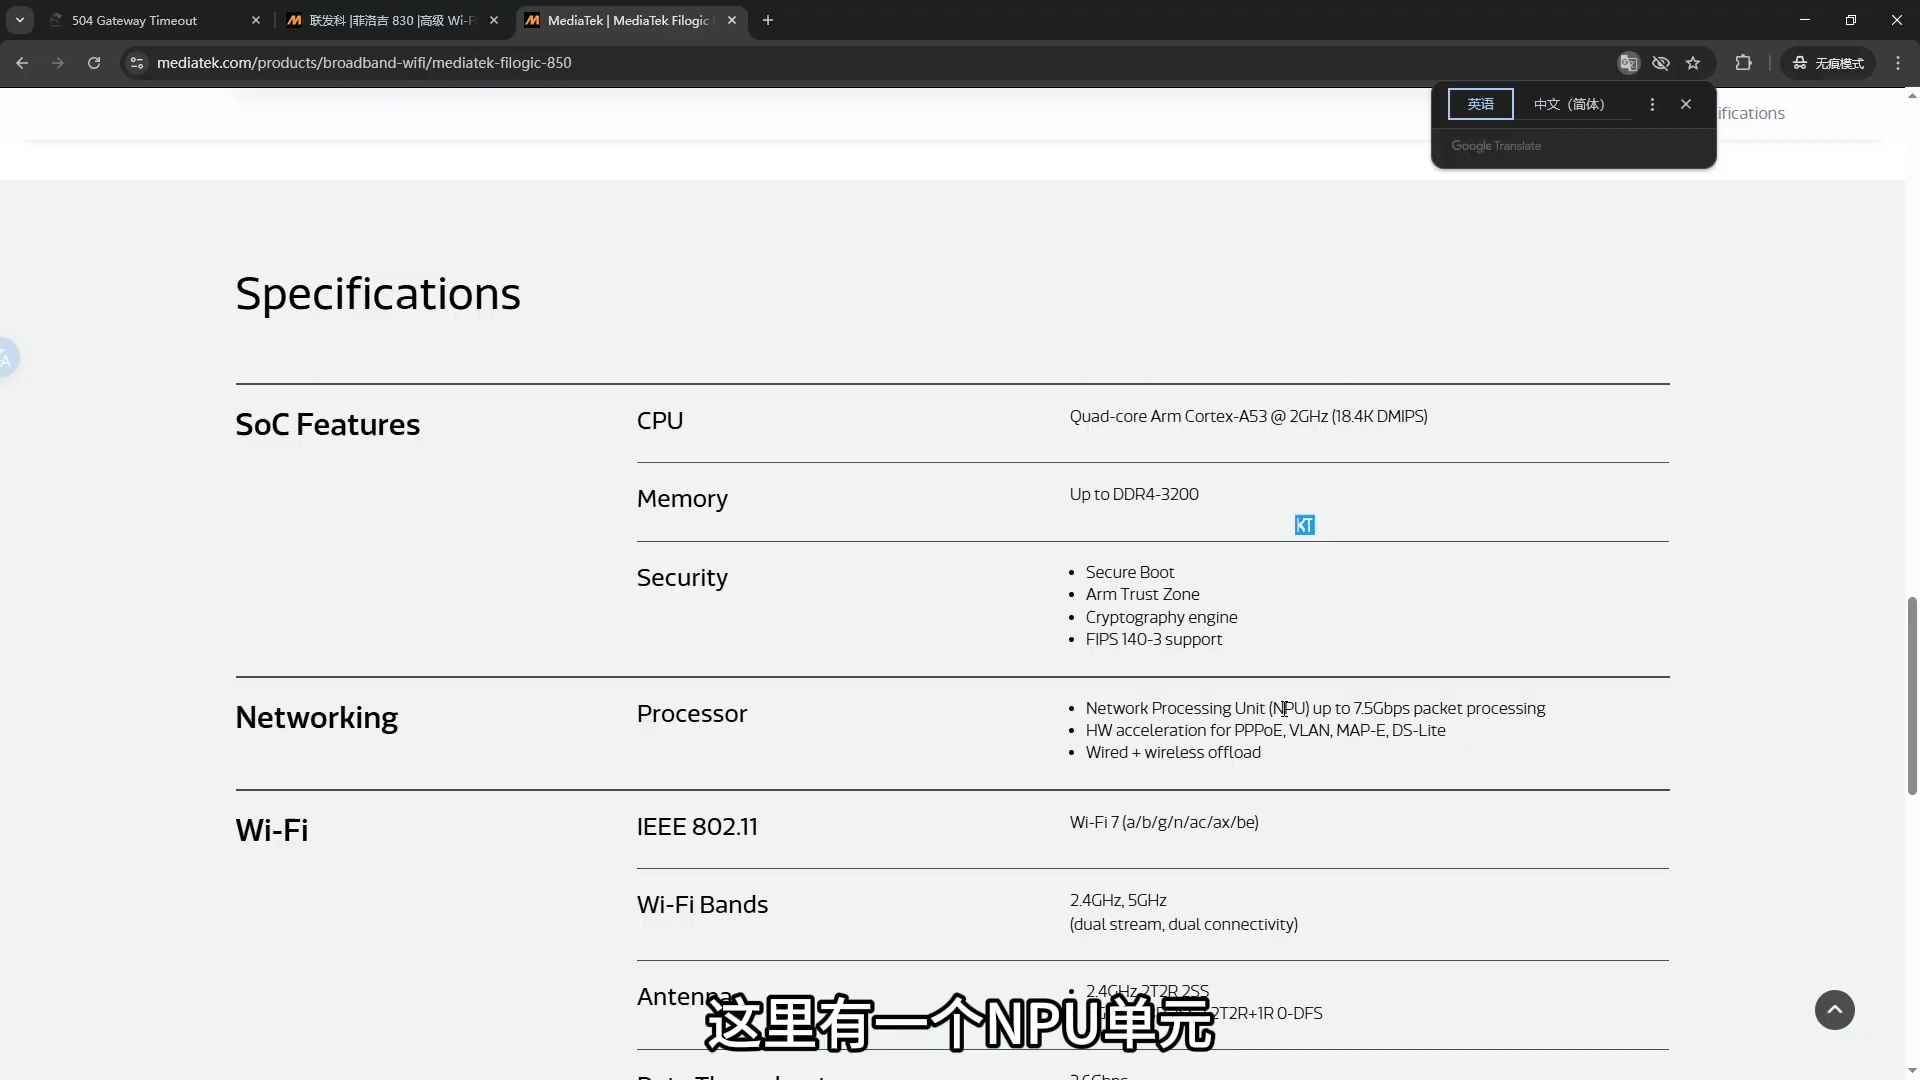 504 Gateway Timeout
联发科 |菲洛吉 830 |高级 Wi-F
MediaTek | MediaTek Filogic
mediatek.com/products/broadband-wifi/mediatek-filogic-850
无痕模式
英语
中文（简体）
Google Translate
ifications
Specifications
SoC Features
CPU
Quad-core Arm Cortex-A53 @ 2GHz (18.4K DMIPS)
Memory
Up to DDR4-3200
KT
Security
• Secure Boot
• Arm Trust Zone
• Cryptography engine
• FIPS 140-3 support
Networking
Processor
• Network Processing Unit (NPU) up to 7.5Gbps packet processing
• HW acceleration for PPPoE, VLAN, MAP-E, DS-Lite
• Wired + wireless offload
Wi-Fi
IEEE 802.11
Wi-Fi 7 (a/b/g/n/ac/ax/be)
Wi-Fi Bands
2.4GHz, 5GHz
(dual stream, dual connectivity)
Antenna
• 2.4GHz 2T2R 2SS
2T2R+1R 0-DFS
这里有一个NPU单元